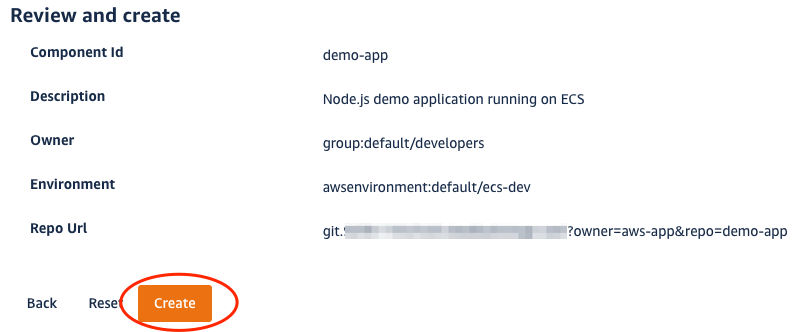 Review and create
Component Id demo-app
Description Node.js demo application running on ECS
Owner group:default/developers
Environment awsenvironment:default/ecs-dev
Repo Url git. ?owner=aws-app&repo=demo-app
Back Reset Create